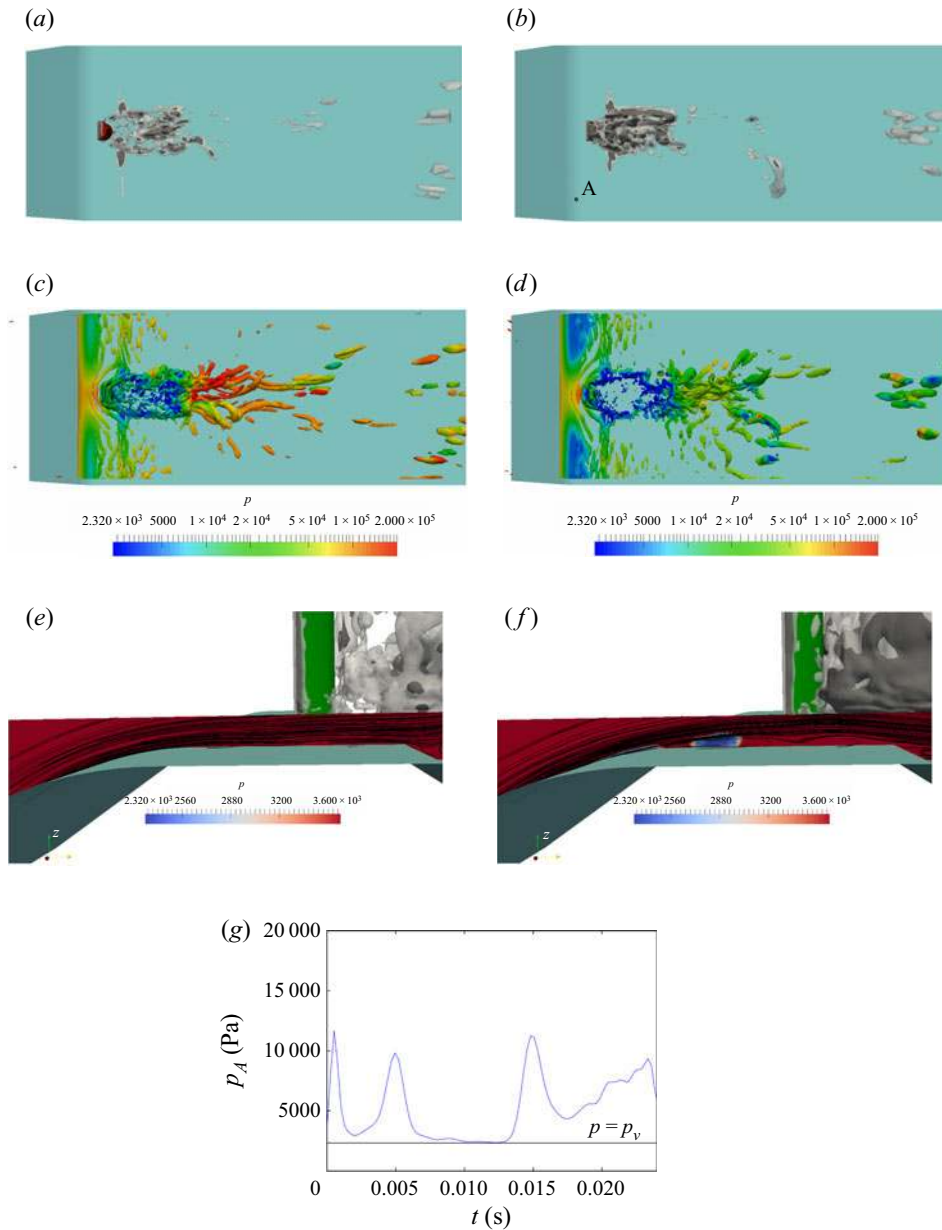 (a) (b)
A
(c) (d)
p p
2.320 × 10³ 5000 1 × 10⁴ 2 × 10⁴ 5 × 10⁴ 1 × 10⁵ 2.000 × 10⁵ 2.320 × 10³ 5000 1 × 10⁴ 2 × 10⁴ 5 × 10⁴ 1 × 10⁵ 2.000 × 10⁵
(e) (f)
p p
2.320 × 10³ 2560 2880 3200 3.600 × 10³ 2.320 × 10³ 2560 2880 3200 3.600 × 10³
z z
(g)
20 000
15 000
10 000
5000
p_A (Pa)
p = p_v
0 0.005 0.010 0.015 0.020
t (s)